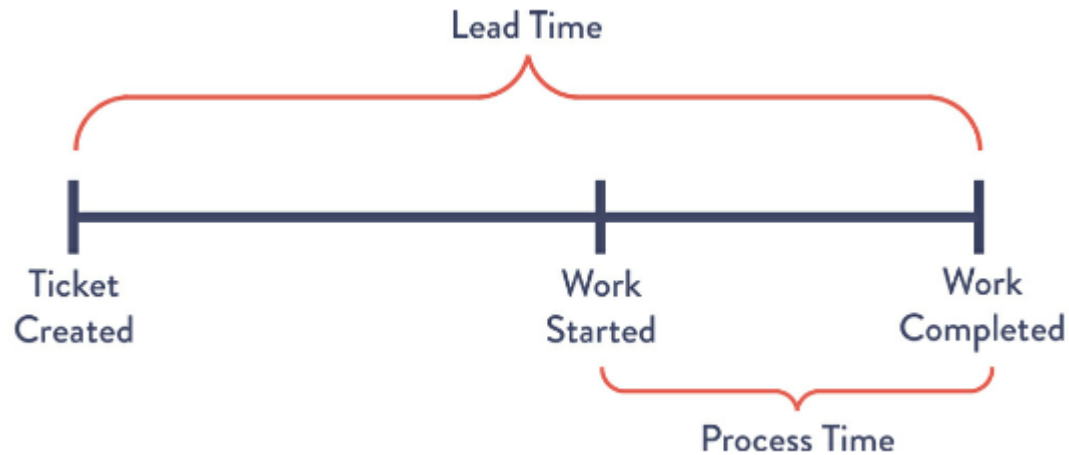 Lead Time
Ticket
Created
Work
Started
Work
Completed
Process Time